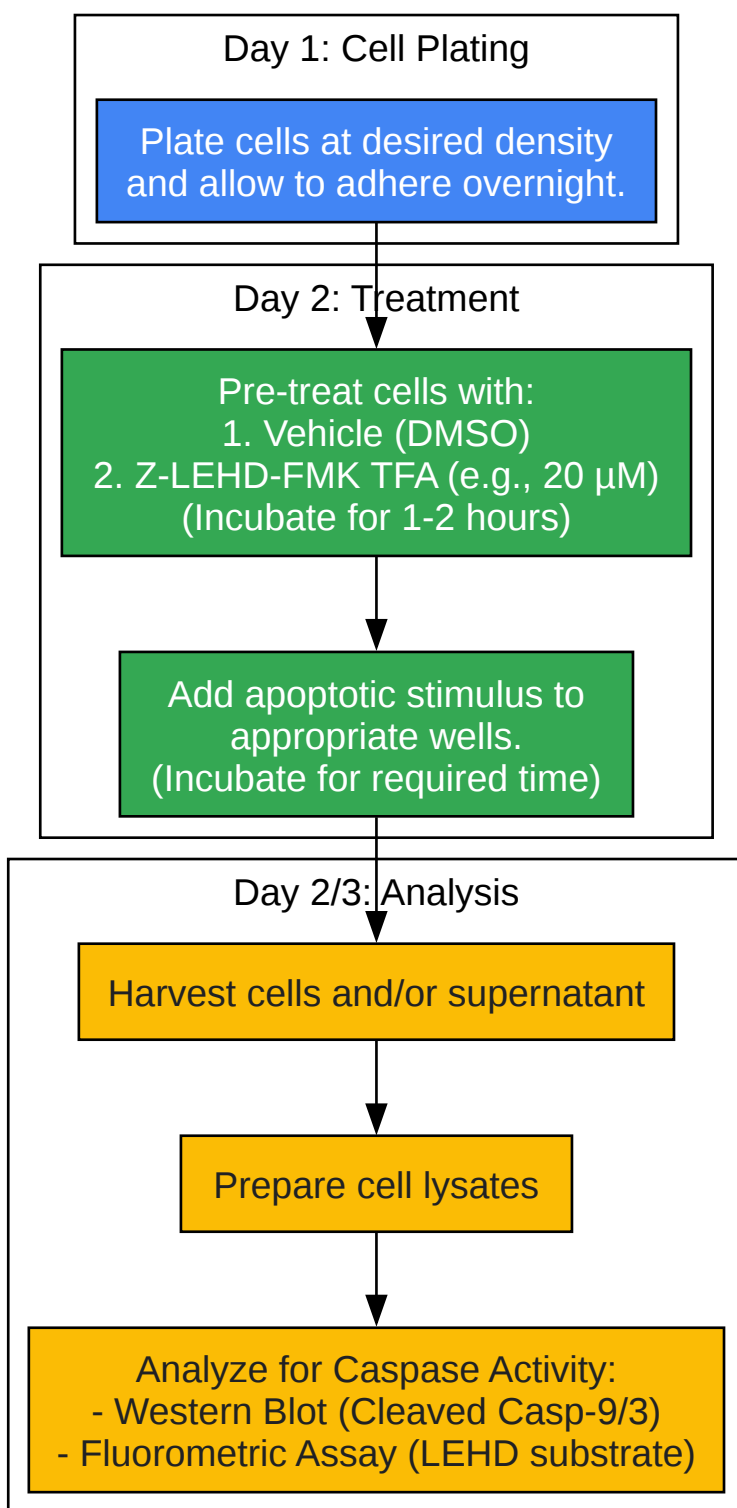 Day 1: Cell Plating
Plate cells at desired density
and allow to adhere overnight.
Day 2: Treatment
Pre-treat cells with:
1. Vehicle (DMSO)
2. Z-LEHD-FMK TFA (e.g., 20 µM)
(Incubate for 1-2 hours)
Add apoptotic stimulus to
appropriate wells.
(Incubate for required time)
Day 2/3: Analysis
Harvest cells and/or supernatant
Prepare cell lysates
Analyze for Caspase Activity:
- Western Blot (Cleaved Casp-9/3)
- Fluorometric Assay (LEHD substrate)